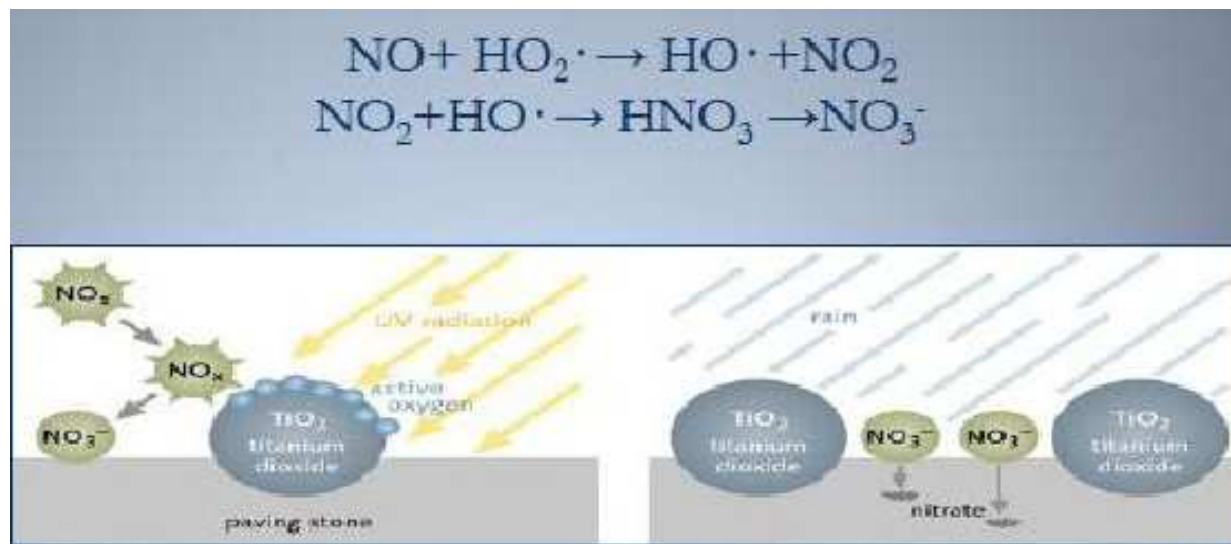 NO+ HO₂· → HO· +NO₂
NO₂+HO· → HNO₃ →NO₃⁻
NOₓ
UV radiation
NOₓ
active
oxygen
NO₃⁻
TiO₂
titanium
dioxide
paving stone
rain
TiO₂
titanium
dioxide
NO₃⁻
NO₃⁻
TiO₂
titanium
dioxide
nitrate